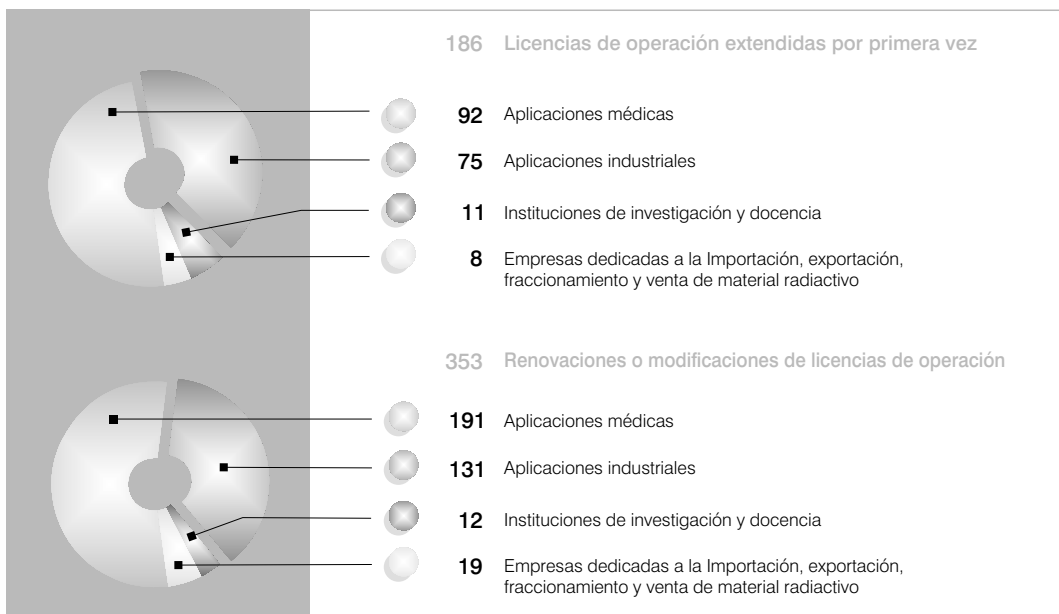 186 Licencias de operación extendidas por primera vez
92 Aplicaciones médicas
75 Aplicaciones industriales
11 Instituciones de investigación y docencia
8 Empresas dedicadas a la Importación, exportación,
fraccionamiento y venta de material radiactivo
353 Renovaciones o modificaciones de licencias de operación
191 Aplicaciones médicas
131 Aplicaciones industriales
12 Instituciones de investigación y docencia
19 Empresas dedicadas a la Importación, exportación,
fraccionamiento y venta de material radiactivo